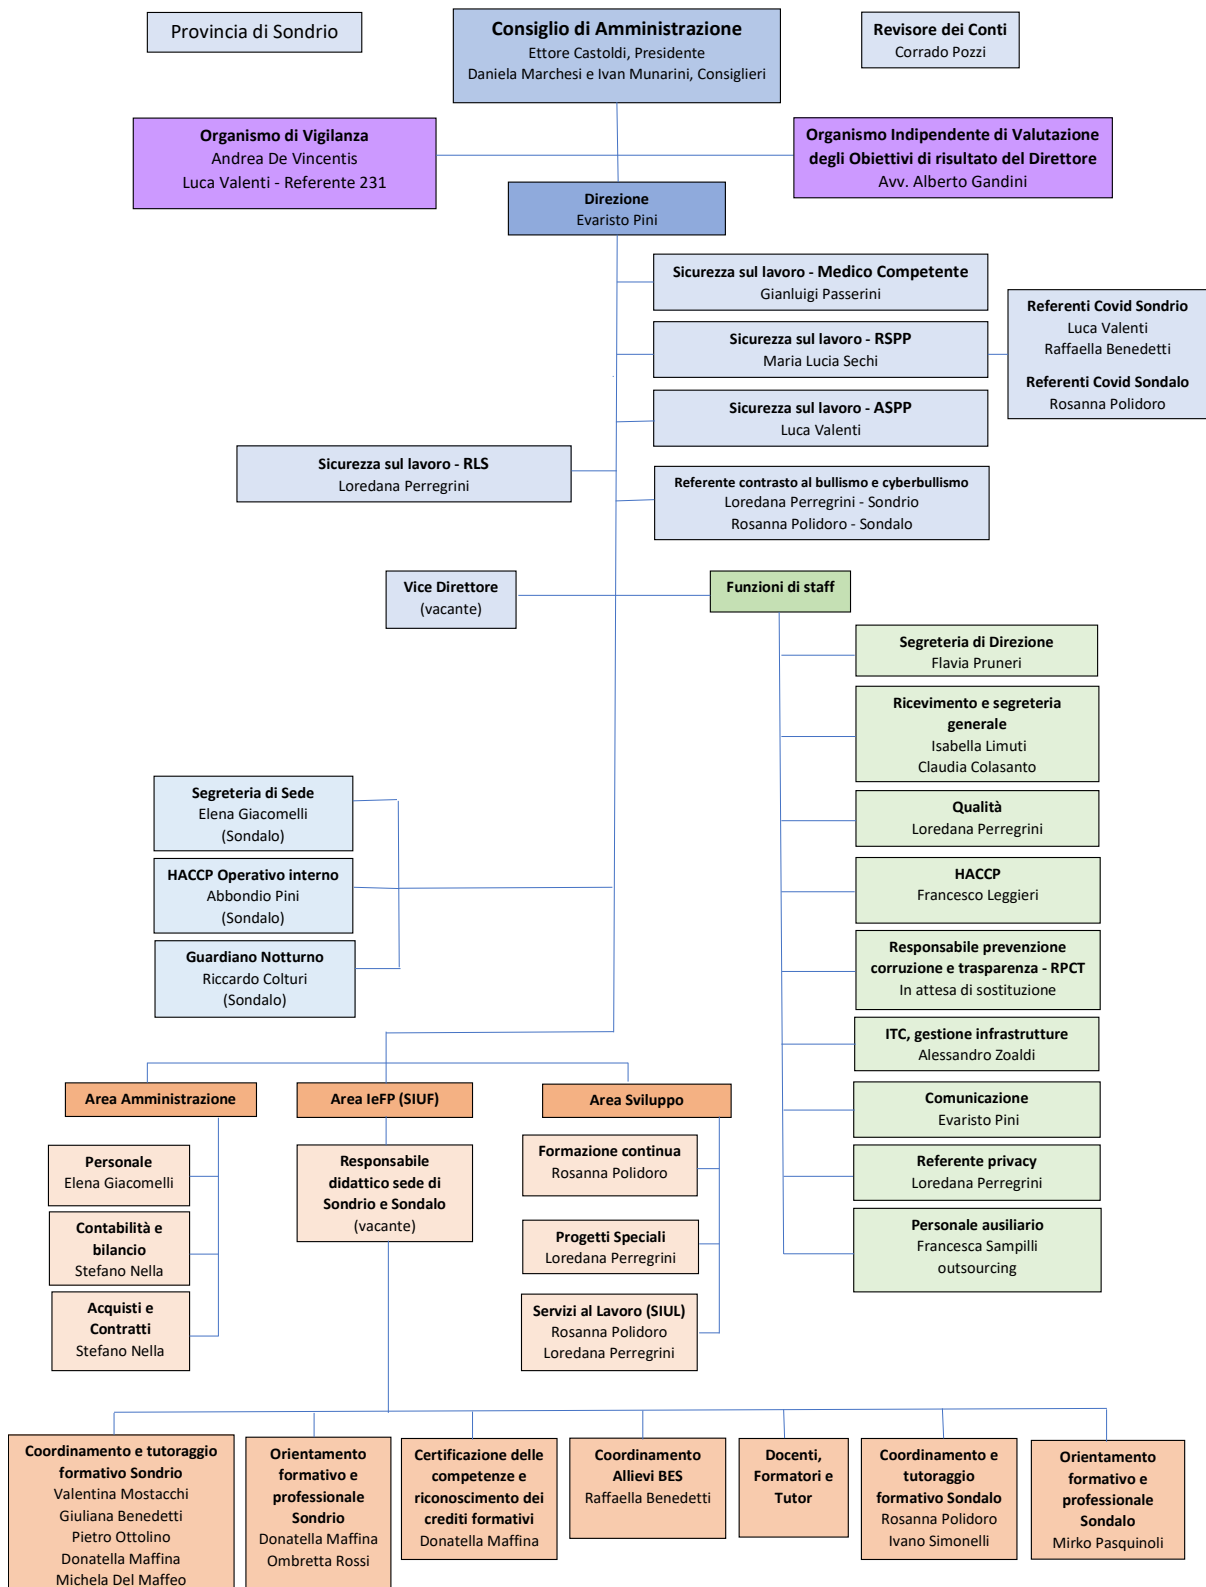 Provincia di Sondrio
Consiglio di Amministrazione
Ettore Castoldi, Presidente
Daniela Marchesi e Ivan Munarini, Consiglieri
Revisore dei Conti
Corrado Pozzi
Organismo di Vigilanza
Andrea De Vincentis
Luca Valenti - Referente 231
Organismo Indipendente di Valutazione
degli Obiettivi di risultato del Direttore
Avv. Alberto Gandini
Direzione
Evaristo Pini
Sicurezza sul lavoro - Medico Competente
Gianluigi Passerini
Sicurezza sul lavoro - RSPP
Maria Lucia Sechi
Referenti Covid Sondrio
Luca Valenti
Raffaella Benedetti
Referenti Covid Sondalo
Rosanna Polidoro
Sicurezza sul lavoro - ASPP
Luca Valenti
Sicurezza sul lavoro - RLS
Loredana Perregrini
Referente contrasto al bullismo e cyberbullismo
Loredana Perregrini - Sondrio
Rosanna Polidoro - Sondalo
Vice Direttore
(vacante)
Funzioni di staff
Segreteria di Direzione
Flavia Pruneri
Ricevimento e segreteria
generale
Isabella Limuti
Claudia Colasanto
Qualità
Loredana Perregrini
HACCP
Francesco Leggieri
Responsabile prevenzione
corruzione e trasparenza - RPCT
In attesa di sostituzione
ITC, gestione infrastrutture
Alessandro Zoaldi
Comunicazione
Evaristo Pini
Referente privacy
Loredana Perregrini
Personale ausiliario
Francesca Sampilli
outsourcing
Segreteria di Sede
Elena Giacomelli
(Sondalo)
HACCP Operativo interno
Abbondio Pini
(Sondalo)
Guardiano Notturno
Riccardo Colturi
(Sondalo)
Area Amministrazione
Personale
Elena Giacomelli
Contabilità e
bilancio
Stefano Nella
Acquisti e
Contratti
Stefano Nella
Area IeFP (SIUF)
Responsabile
didattico sede di
Sondrio e Sondalo
(vacante)
Area Sviluppo
Formazione continua
Rosanna Polidoro
Progetti Speciali
Loredana Perregrini
Servizi al Lavoro (SIUL)
Rosanna Polidoro
Loredana Perregrini
Coordinamento e tutoraggio
formativo Sondrio
Valentina Mostacchi
Giuliana Benedetti
Pietro Ottolino
Donatella Maffina
Michela Del Maffeo
Orientamento
formativo e
professionale
Sondrio
Donatella Maffina
Ombretta Rossi
Certificazione delle
competenze e
riconoscimento dei
crediti formativi
Donatella Maffina
Coordinamento
Allievi BES
Raffaella Benedetti
Docenti,
Formatori e
Tutor
Coordinamento e
tutoraggio
formativo Sondalo
Rosanna Polidoro
Ivano Simonelli
Orientamento
formativo e
professionale
Sondalo
Mirko Pasquinoli